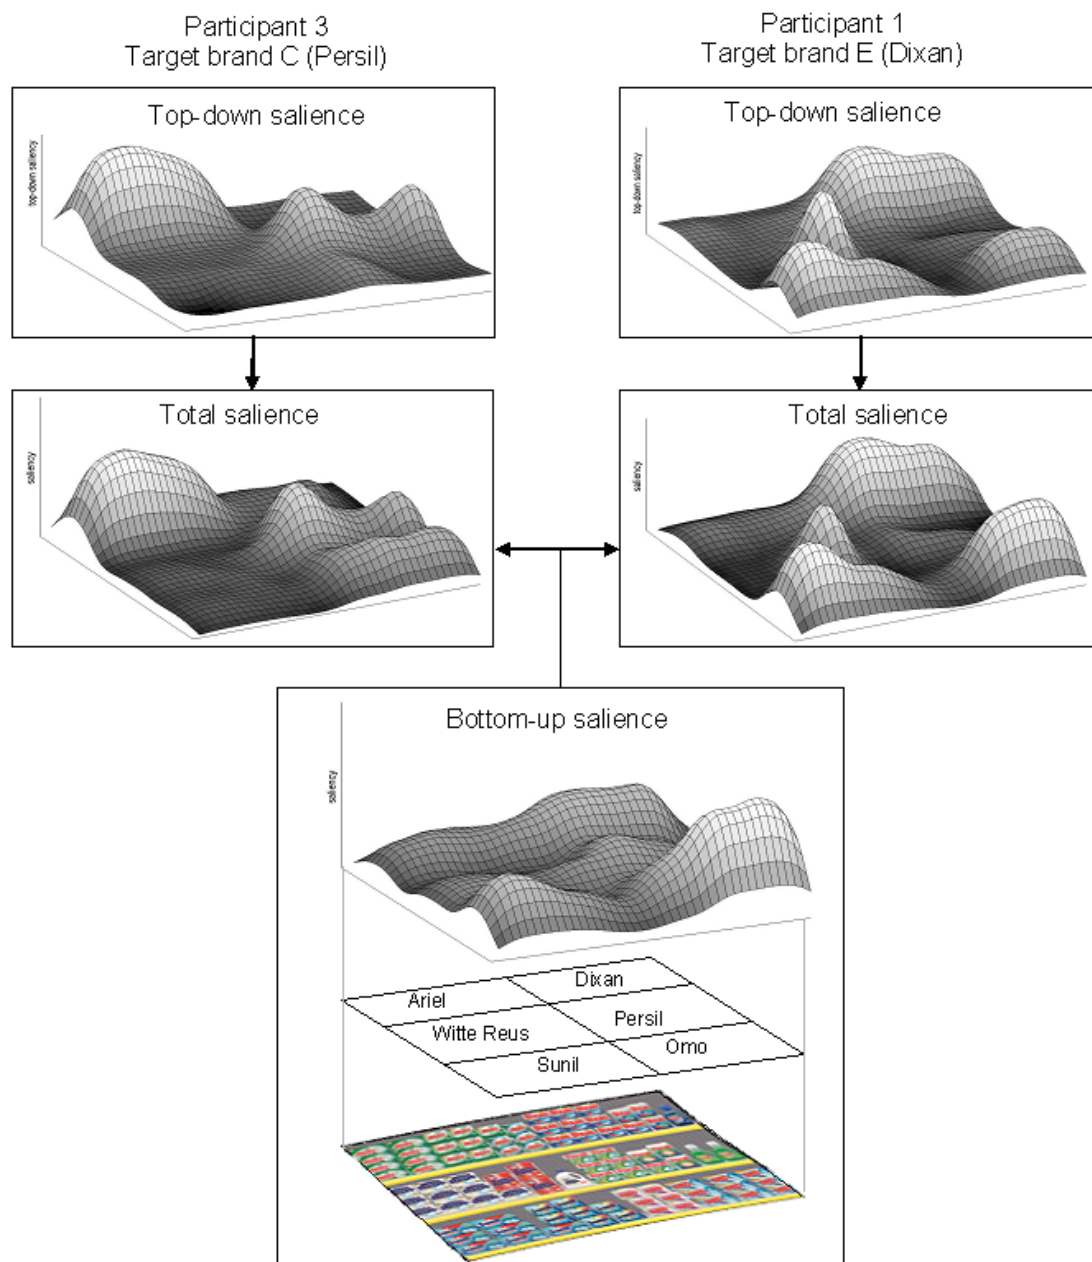 Participant 3
Target brand C (Persil)
Participant 1
Target brand E (Dixan)
Top-down salience
top-down saliency
Top-down salience
top-down saliency
Total salience
saliency
Total salience
saliency
Bottom-up salience
saliency
Ariel
Dixan
Witte Reus
Persil
Sunil
Omo